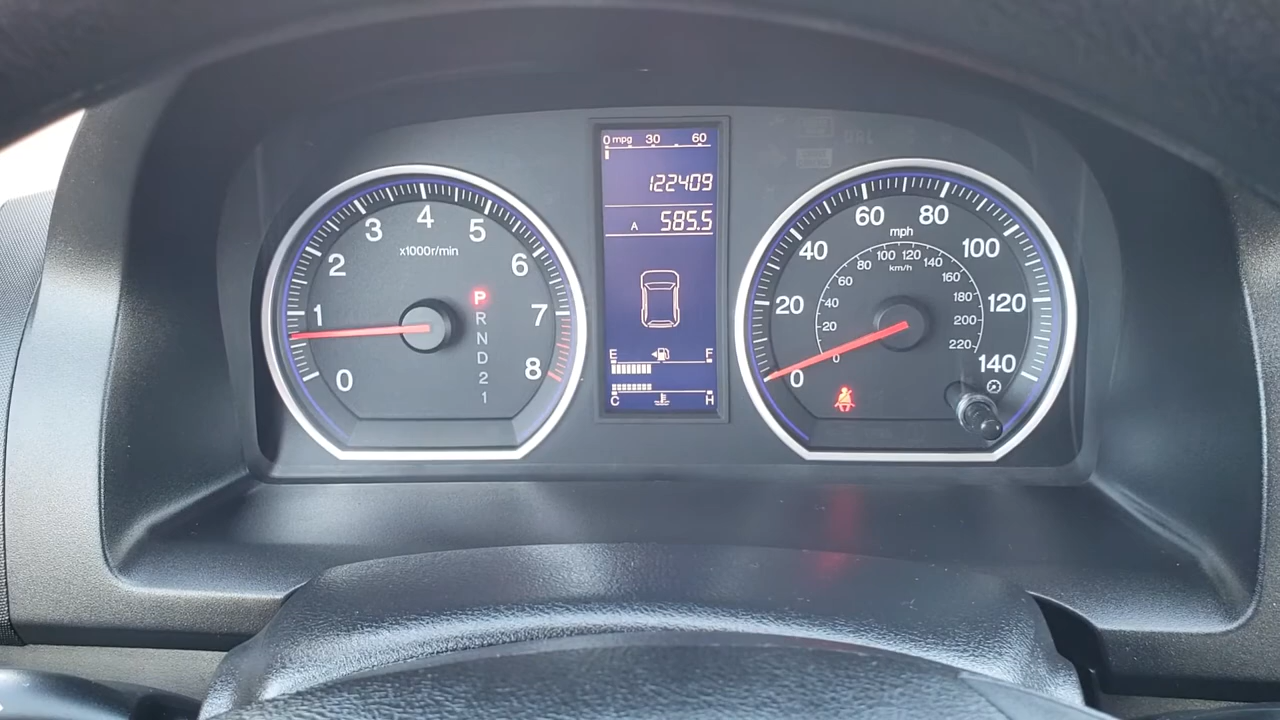 0 mpg 30 60
122409
A 585.5
E F
C H
0 1 2 3 4 5 6 7 8
x1000r/min
P
R
N
D
2
1
0 20 40 60 80 100 120 140
mph
0 20 40 60 80 100 120 140 160 180 200 220
km/h